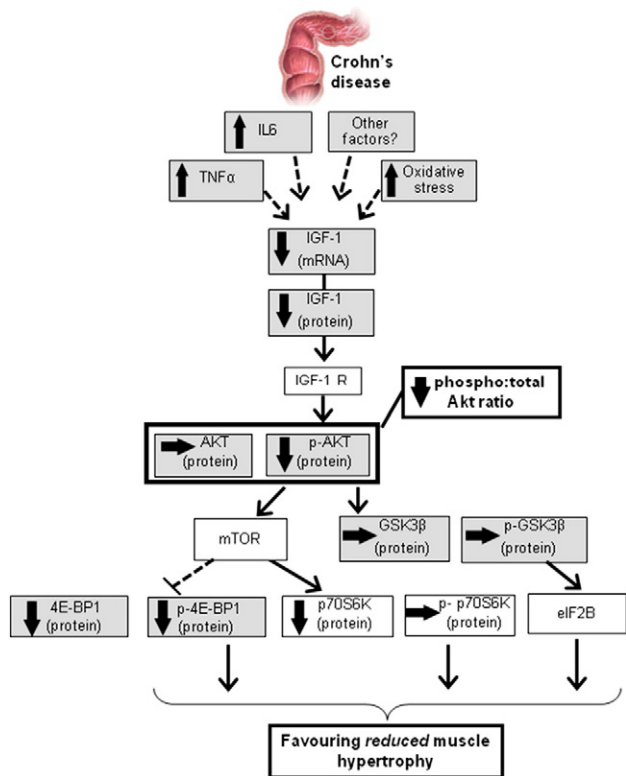 Crohn's
disease
IL6
Other
factors?
TNFα
Oxidative
stress
IGF-1
(mRNA)
IGF-1
(protein)
IGF-1 R
phospho:total
Akt ratio
AKT
(protein)
p-AKT
(protein)
mTOR
GSK3β
(protein)
p-GSK3β
(protein)
4E-BP1
(protein)
p-4E-BP1
(protein)
p70S6K
(protein)
p- p70S6K
(protein)
eIF2B
Favouring reduced muscle
hypertrophy